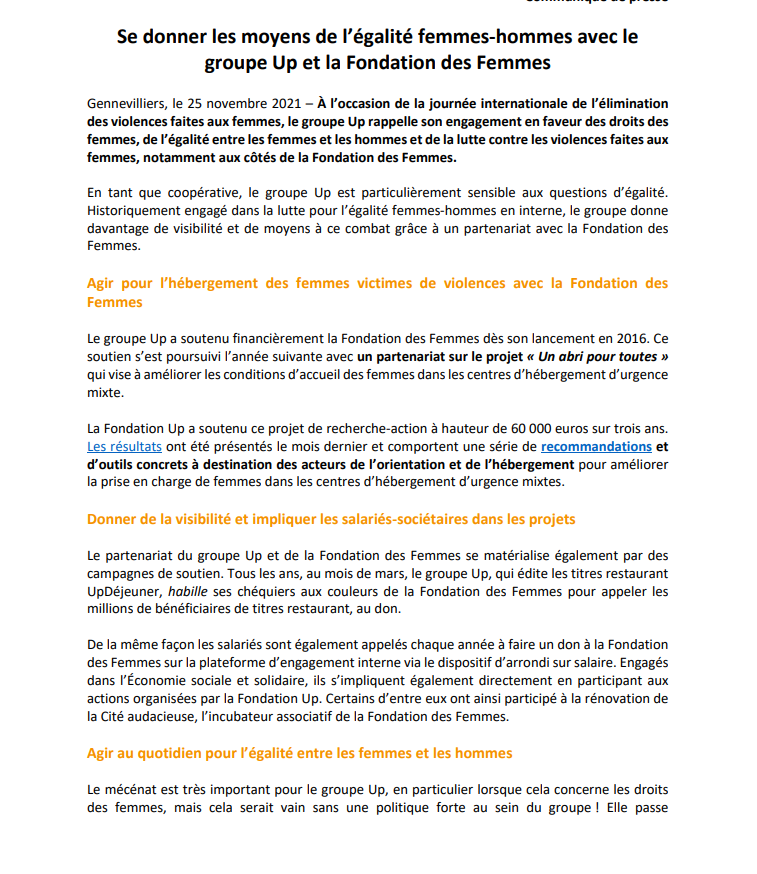 Communiqué de presse
Se donner les moyens de l’égalité femmes-hommes avec le
groupe Up et la Fondation des Femmes
Gennevilliers, le 25 novembre 2021 – À l’occasion de la journée internationale de l’élimination
des violences faites aux femmes, le groupe Up rappelle son engagement en faveur des droits des
femmes, de l’égalité entre les femmes et les hommes et de la lutte contre les violences faites aux
femmes, notamment aux côtés de la Fondation des Femmes.
En tant que coopérative, le groupe Up est particulièrement sensible aux questions d’égalité.
Historiquement engagé dans la lutte pour l’égalité femmes-hommes en interne, le groupe donne
davantage de visibilité et de moyens à ce combat grâce à un partenariat avec la Fondation des
Femmes.
Agir pour l’hébergement des femmes victimes de violences avec la Fondation des
Femmes
Le groupe Up a soutenu financièrement la Fondation des Femmes dès son lancement en 2016. Ce
soutien s’est poursuivi l’année suivante avec un partenariat sur le projet « Un abri pour toutes »
qui vise à améliorer les conditions d’accueil des femmes dans les centres d’hébergement d’urgence
mixte.
La Fondation Up a soutenu ce projet de recherche-action à hauteur de 60 000 euros sur trois ans.
Les résultats ont été présentés le mois dernier et comportent une série de recommandations et
d’outils concrets à destination des acteurs de l’orientation et de l’hébergement pour améliorer
la prise en charge de femmes dans les centres d’hébergement d’urgence mixtes.
Donner de la visibilité et impliquer les salariés-sociétaires dans les projets
Le partenariat du groupe Up et de la Fondation des Femmes se matérialise également par des
campagnes de soutien. Tous les ans, au mois de mars, le groupe Up, qui édite les titres restaurant
UpDéjeuner, habille ses chéquiers aux couleurs de la Fondation des Femmes pour appeler les
millions de bénéficiaires de titres restaurant, au don.
De la même façon les salariés sont également appelés chaque année à faire un don à la Fondation
des Femmes sur la plateforme d’engagement interne via le dispositif d’arrondi sur salaire. Engagés
dans l’Économie sociale et solidaire, ils s’impliquent également directement en participant aux
actions organisées par la Fondation Up. Certains d’entre eux ont ainsi participé à la rénovation de
la Cité audacieuse, l’incubateur associatif de la Fondation des Femmes.
Agir au quotidien pour l’égalité entre les femmes et les hommes
Le mécénat est très important pour le groupe Up, en particulier lorsque cela concerne les droits
des femmes, mais cela serait vain sans une politique forte au sein du groupe ! Elle passe